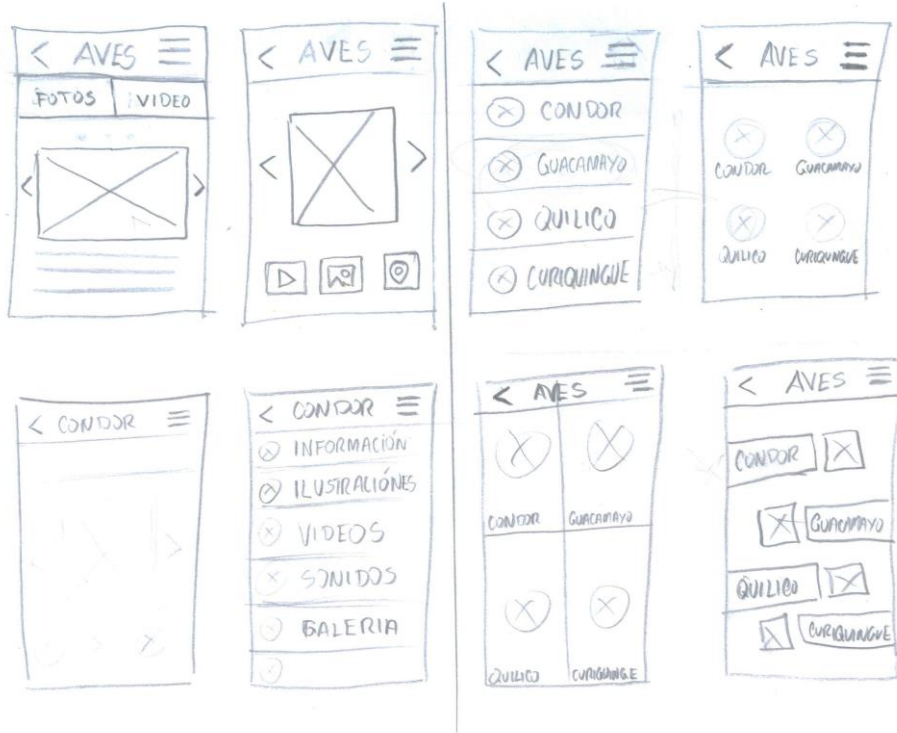 < AVES
FOTOS VIDEO
< >
< AVES
< >
< AVES
CONDOR
GUACAMAYO
QUILICO
CURIQUINGUE
< AVES
CONDOR GUACAMAYO
QUILICO CURIQUINGUE
< CONDOR
< CONDOR
INFORMACIÓN
ILUSTRACIÓNES
VIDEOS
SONIDOS
GALERIA
< AVES
CONDOR GUACAMAYO
QUILICO CURIQUINGE
< AVES
CONDOR
GUACAMAYO
QUILICO
CURIQUINGUE